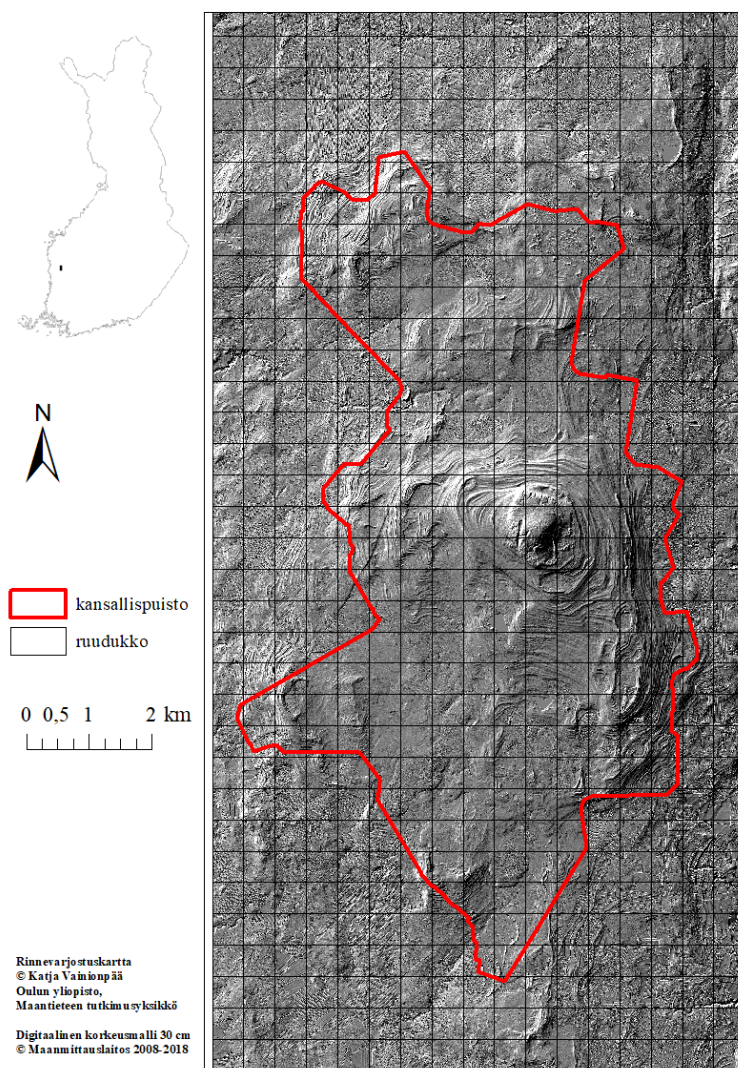 N
kansallispuisto
ruudukko
0 0,5 1 2 km
Rinnevarjostuskartta
© Katja Vainionpää
Oulun yliopisto,
Maantieteen tutkimusyksikkö
Digitaalinen korkeusmalli 30 cm
© Maanmittauslaitos 2008-2018